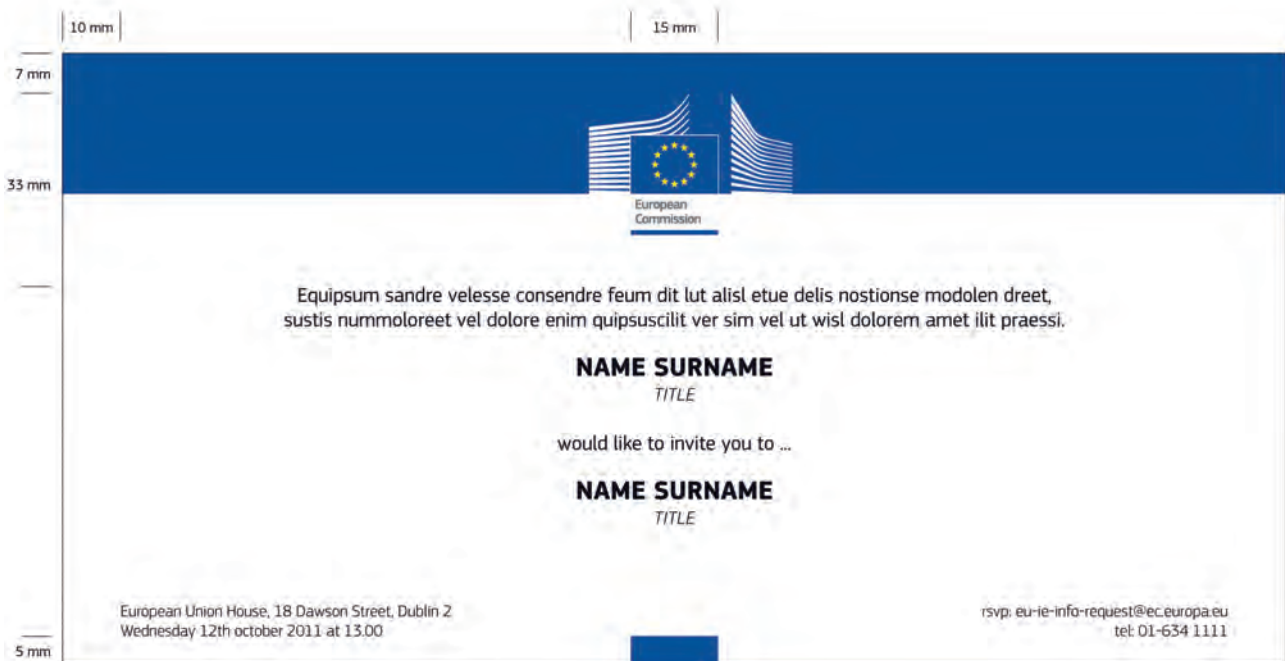 10 mm
15 mm
7 mm
33 mm
European
Commission
Equipsum sandre velesse consendre feum dit lut alisl etue delis nostionse modolen dreet,
sustis nummoloreet vel dolore enim quipsuscilit ver sim vel ut wisl dolorem amet ilit praessi.
NAME SURNAME
TITLE
would like to invite you to ...
NAME SURNAME
TITLE
European Union House, 18 Dawson Street, Dublin 2
Wednesday 12th october 2011 at 13.00
rsvp: eu-ie-info-request@ec.europa.eu
tel: 01-634 1111
5 mm